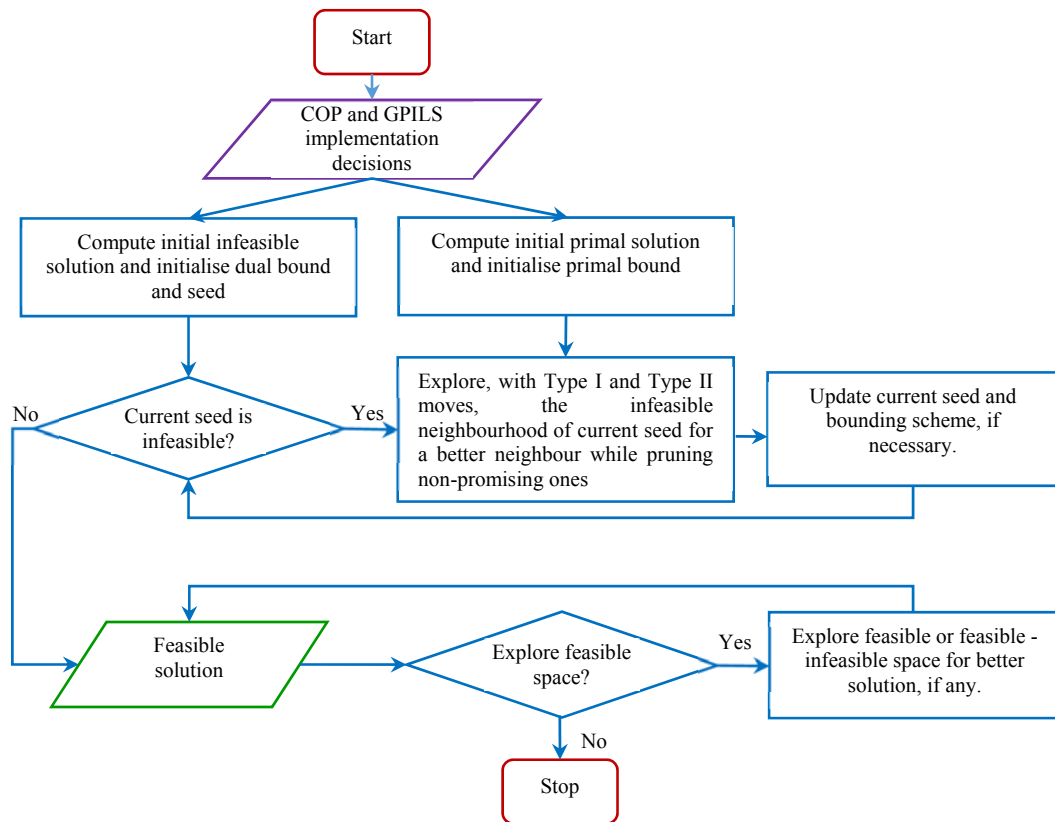 Start
COP and GPILS
implementation
decisions
Compute initial infeasible
solution and initialise dual bound
and seed
Compute initial primal solution
and initialise primal bound
No
Current seed is
infeasible?
Yes
Explore, with Type I and Type II
moves, the infeasible
neighbourhood of current seed for
a better neighbour while pruning
non-promising ones
Update current seed and
bounding scheme, if
necessary.
Feasible
solution
Explore feasible
space?
Yes
Explore feasible or feasible -
infeasible space for better
solution, if any.
No
Stop